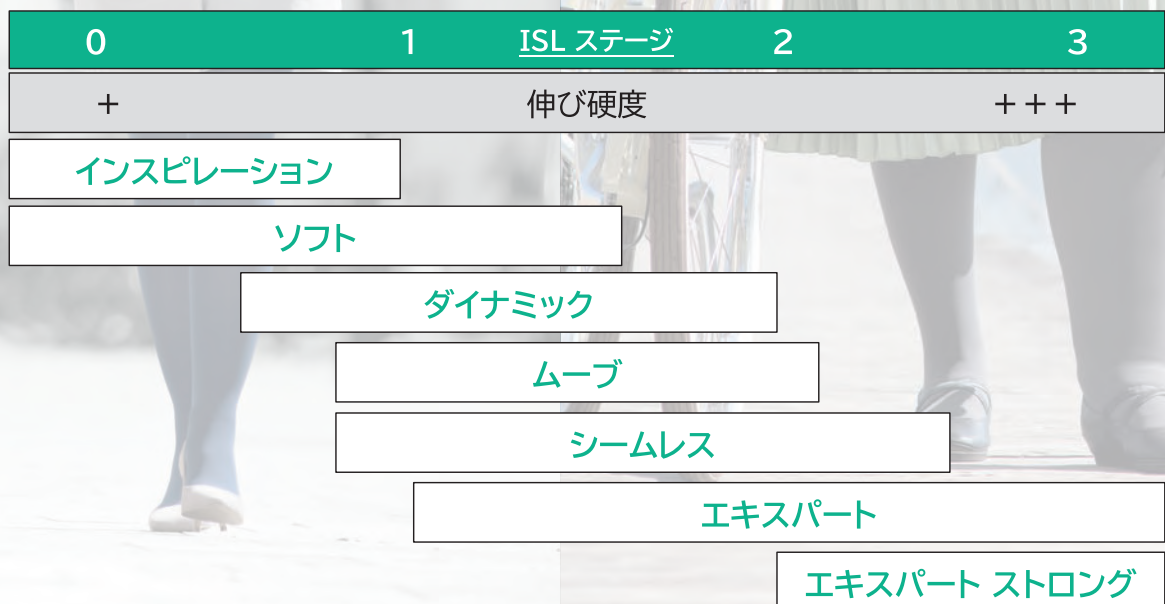 0 1 ISL ステージ 2 3
+ 伸び硬度 +++
インスピレーション
ソフト
ダイナミック
ムーブ
シームレス
エキスパート
エキスパート ストロング